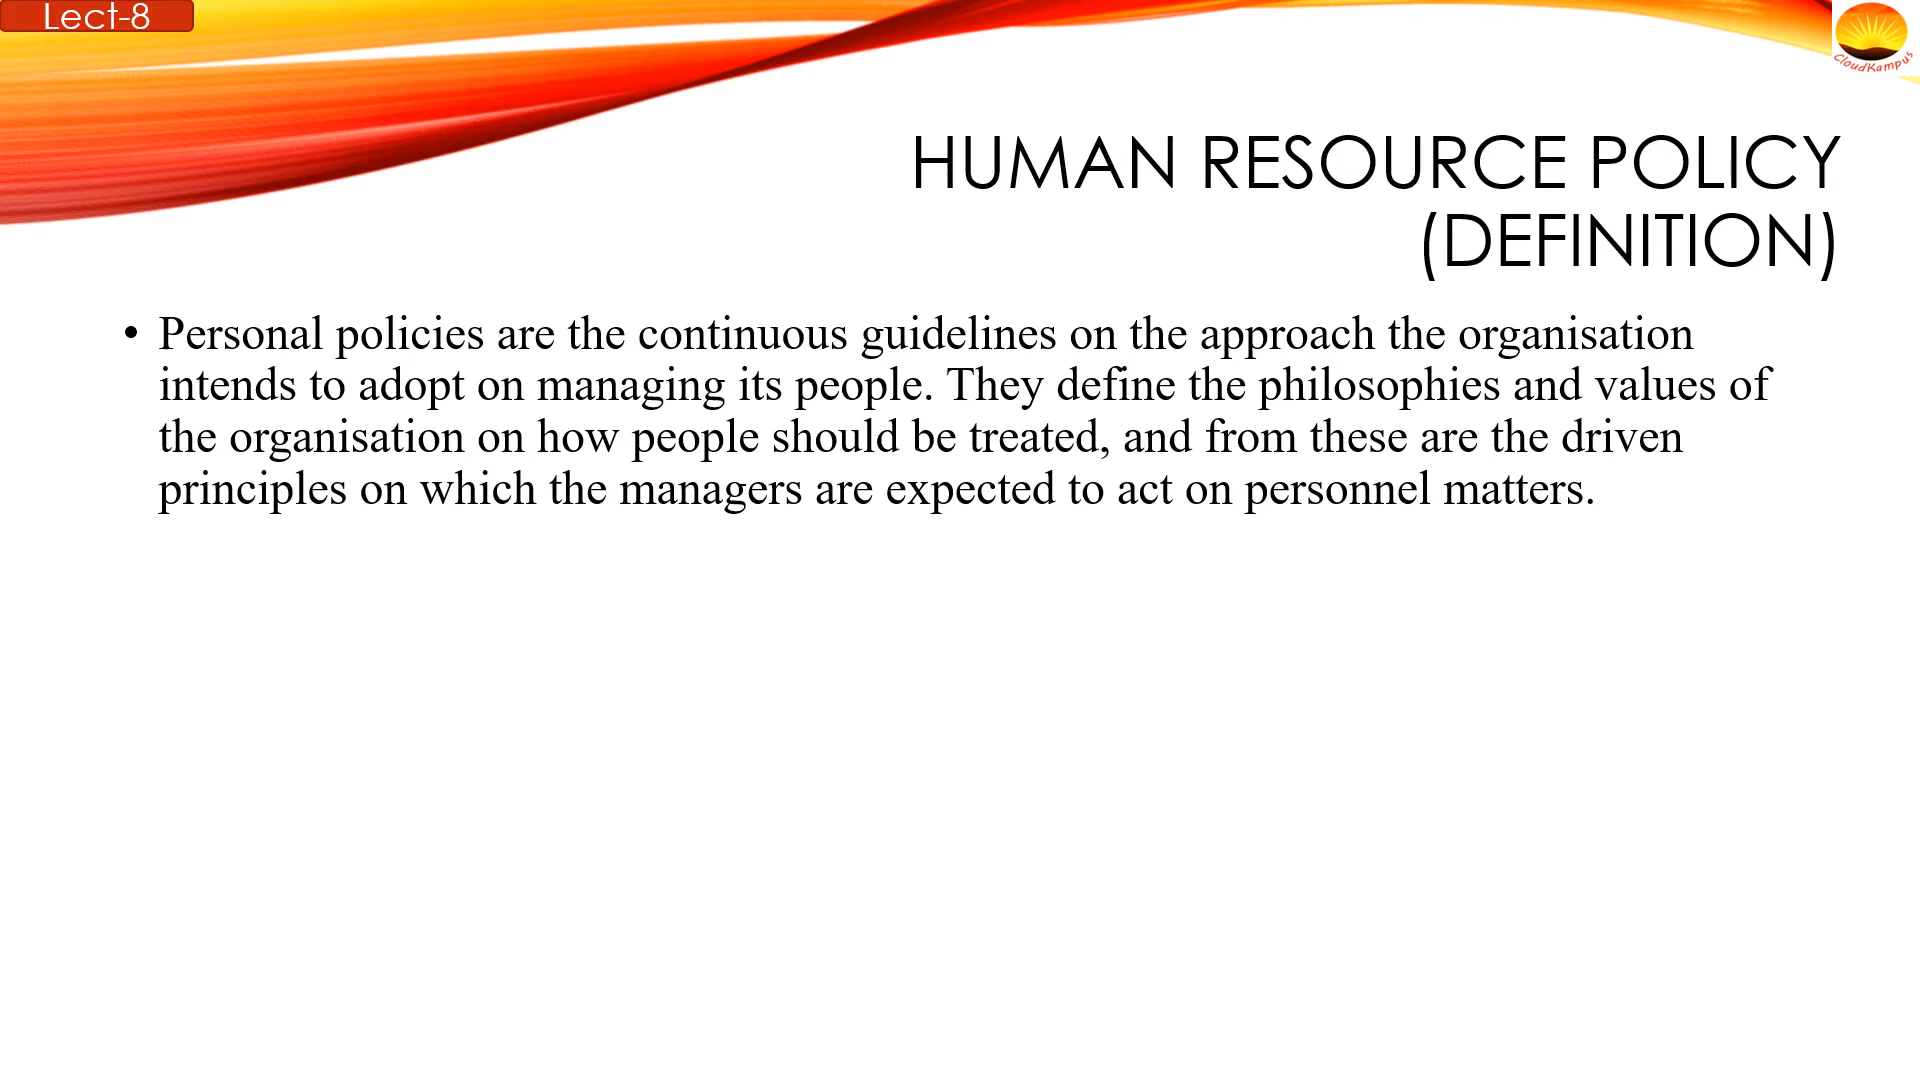 Lect-8
CloudKampus
HUMAN RESOURCE POLICY
(DEFINITION)
• Personal policies are the continuous guidelines on the approach the organisation
intends to adopt on managing its people. They define the philosophies and values of
the organisation on how people should be treated, and from these are the driven
principles on which the managers are expected to act on personnel matters.